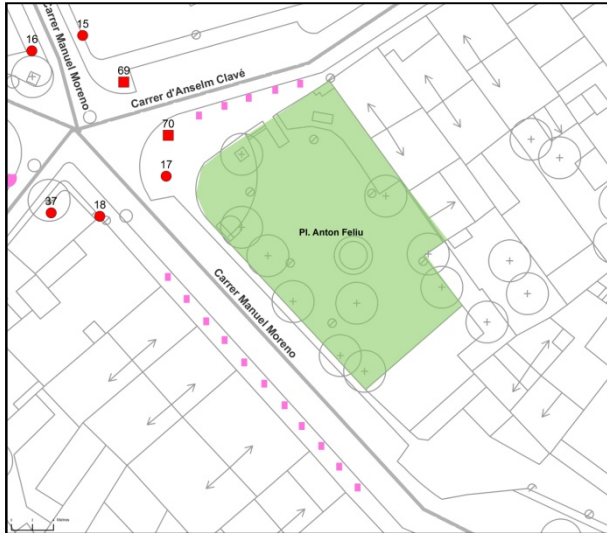 15
16
Carrer Manuel Moreno
69
Carrer d'Anselm Clavé
70
17
37
18
Pl. Anton Feliu
Carrer Manuel Moreno
Metres